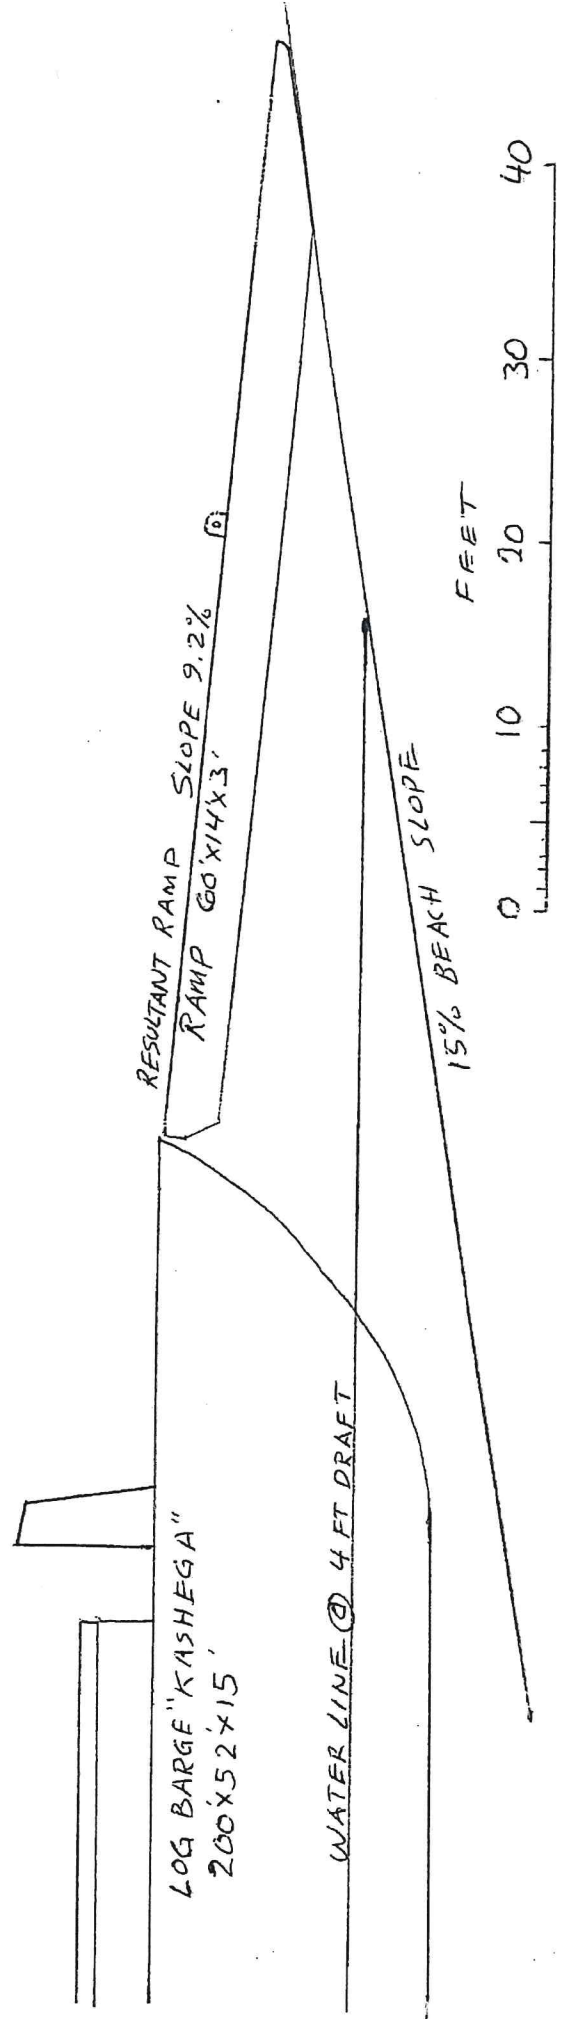 RESULTANT RAMP SLOPE 9.2%
RAMP 60'X14'X3'
LOG BARGE "KASHEGA"
200'X52'X15'
WATER LINE @ 4 FT DRAFT
15% BEACH SLOPE
0 10 20 30 40
FEET